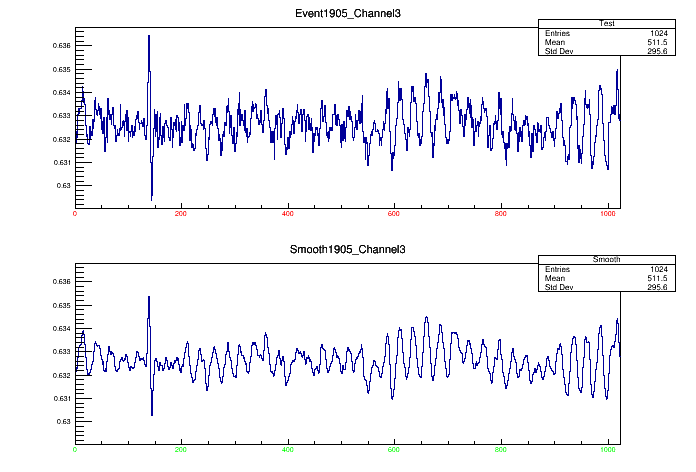 Event1905_Channel3
Test
Entries 1024
Mean 511.5
Std Dev 295.6
0.636
0.635
0.634
0.633
0.632
0.631
0.63
0 200 400 600 800 1000
Smooth1905_Channel3
Smooth
Entries 1024
Mean 511.5
Std Dev 295.6
0.636
0.635
0.634
0.633
0.632
0.631
0.63
0 200 400 600 800 1000